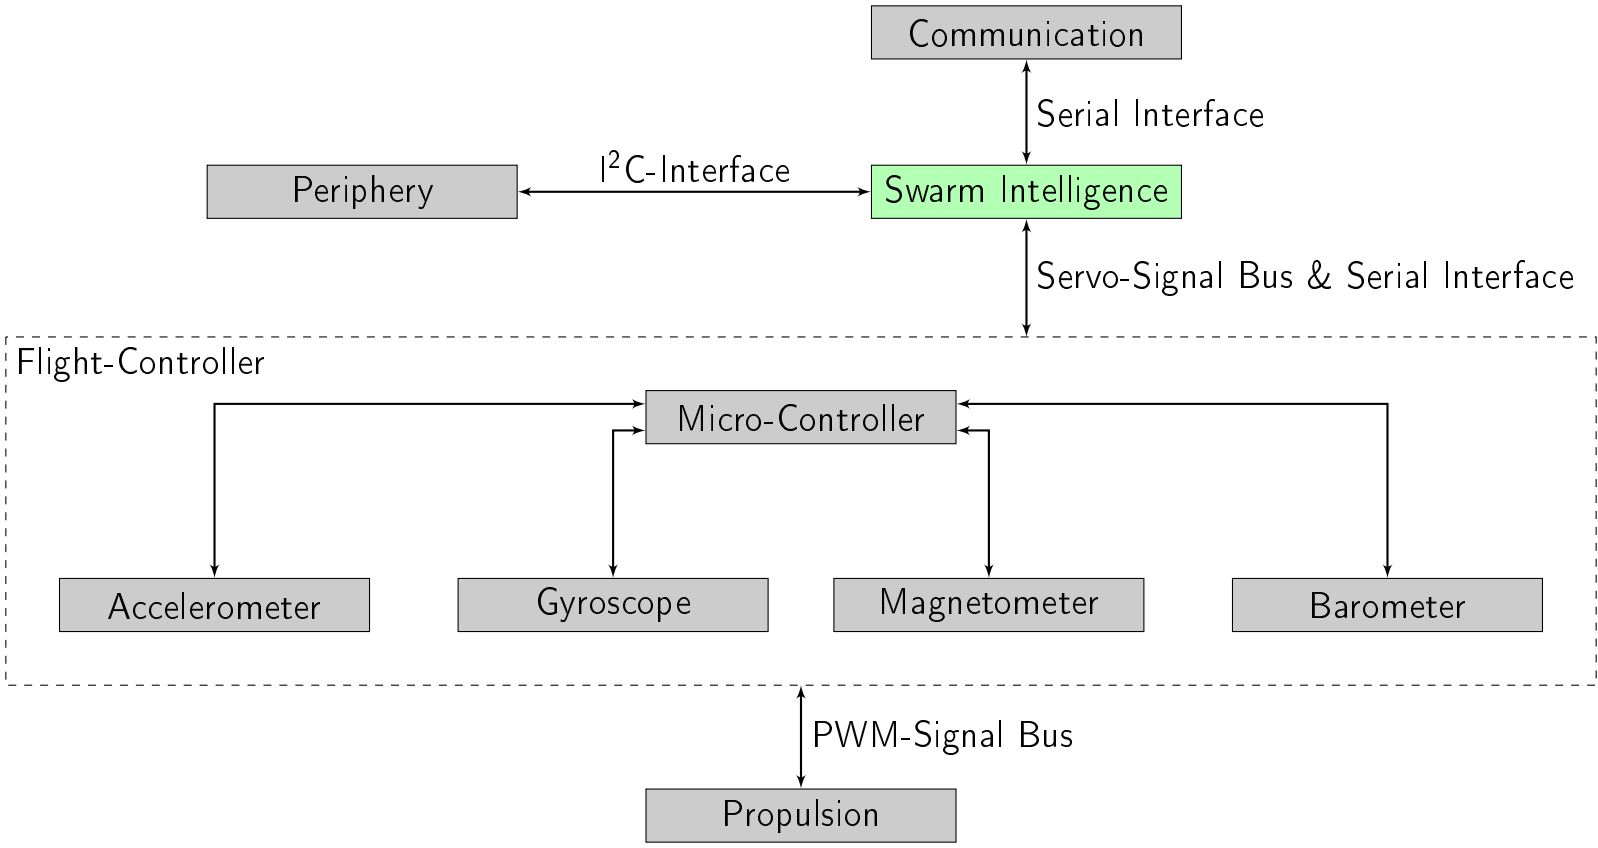 Communication
Serial Interface
I²C-Interface
Periphery
Swarm Intelligence
Servo-Signal Bus & Serial Interface
Flight-Controller
Micro-Controller
Accelerometer
Gyroscope
Magnetometer
Barometer
PWM-Signal Bus
Propulsion